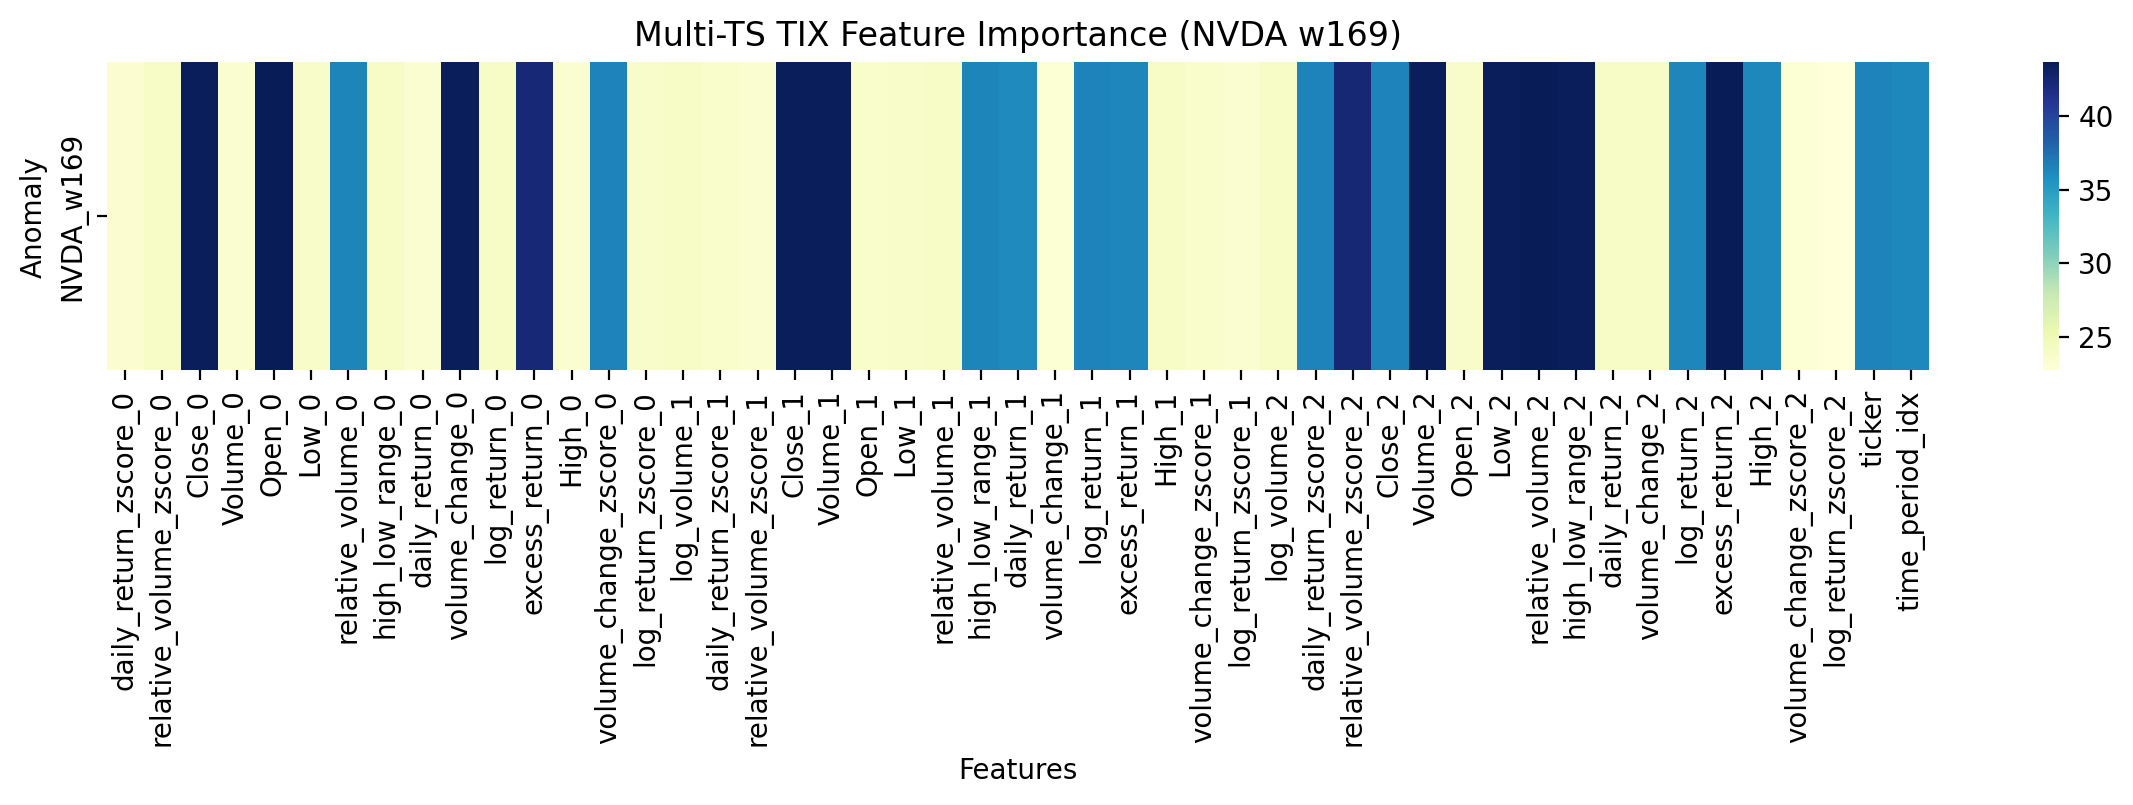 Multi-TS TIX Feature Importance (NVDA w169)
Anomaly
NVDA_w169
40
35
30
25
daily_return_zscore_0
relative_volume_zscore_0
Close_0
Volume_0
Open_0
Low_0
relative_volume_0
high_low_range_0
daily_return_0
volume_change_0
log_return_0
excess_return_0
High_0
volume_change_zscore_0
log_return_zscore_0
log_volume_1
daily_return_zscore_1
relative_volume_zscore_1
Close_1
Volume_1
Open_1
Low_1
relative_volume_1
high_low_range_1
daily_return_1
volume_change_1
log_return_1
excess_return_1
High_1
volume_change_zscore_1
log_return_zscore_1
log_volume_2
daily_return_zscore_2
relative_volume_zscore_2
Close_2
Volume_2
Open_2
Low_2
relative_volume_2
high_low_range_2
daily_return_2
volume_change_2
log_return_2
excess_return_2
High_2
volume_change_zscore_2
log_return_zscore_2
ticker
time_period_idx
Features